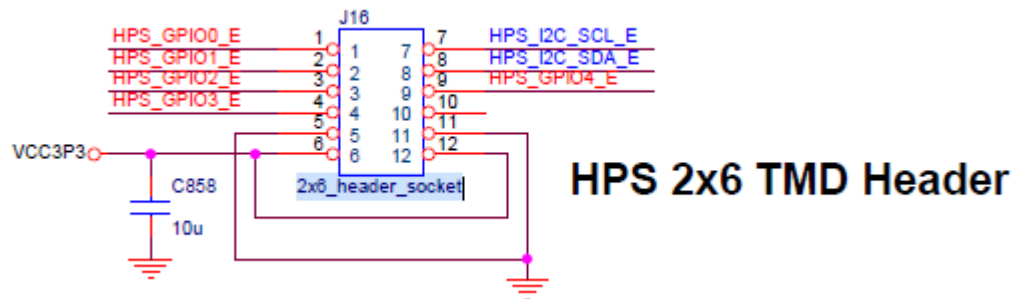 J16
HPS_GPIO0_E 1 1 7 7 HPS_I2C_SCL_E
HPS_GPIO1_E 2 2 8 8 HPS_I2C_SDA_E
HPS_GPIO2_E 3 3 9 9 HPS_GPIO4_E
HPS_GPIO3_E 4 4 10 10
5 5 11 11
VCC3P3 6 6 12 12
C858
10u
2x6_header_socket
HPS 2x6 TMD Header